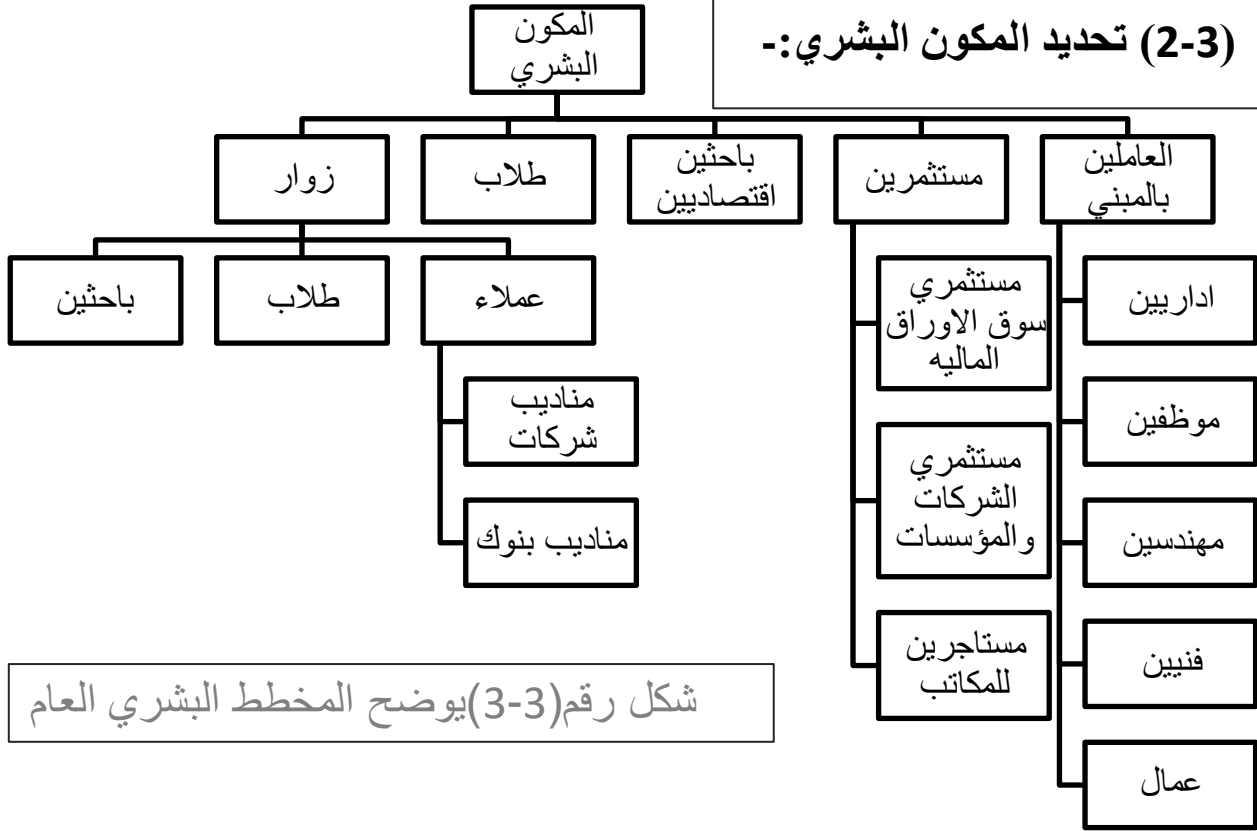 (2-3) تحديد المكون البشري:-
المكون
البشري
العاملين
بالمبني
مستثمرين
باحثين
اقتصاديين
طلاب
زوار
اداريين
موظفين
مهندسين
فنيين
عمال
مستثمري
سوق الاوراق
الماليه
مستثمري
الشركات
والمؤسسات
مستاجرين
للمكاتب
عملاء
طلاب
باحثين
مناديب
شركات
مناديب بنوك
شكل رقم(3-3)يوضح المخطط البشري العام